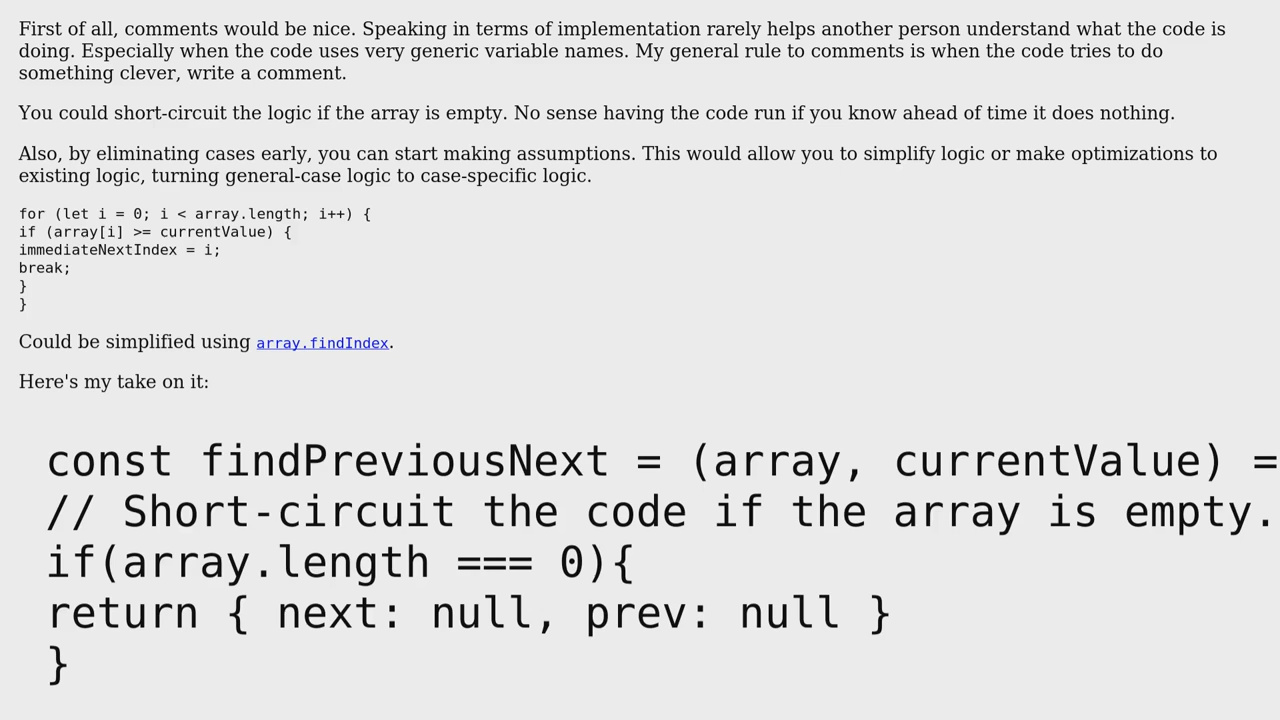 First of all, comments would be nice. Speaking in terms of implementation rarely helps another person understand what the code is
doing. Especially when the code uses very generic variable names. My general rule to comments is when the code tries to do
something clever, write a comment.
You could short-circuit the logic if the array is empty. No sense having the code run if you know ahead of time it does nothing.
Also, by eliminating cases early, you can start making assumptions. This would allow you to simplify logic or make optimizations to
existing logic, turning general-case logic to case-specific logic.
for (let i = 0; i < array.length; i++) {
if (array[i] >= currentValue) {
immediateNextIndex = i;
break;
}
}
Could be simplified using array.findIndex.
Here's my take on it:
const findPreviousNext = (array, currentValue) =
// Short-circuit the code if the array is empty.
if(array.length === 0){
return { next: null, prev: null }
}